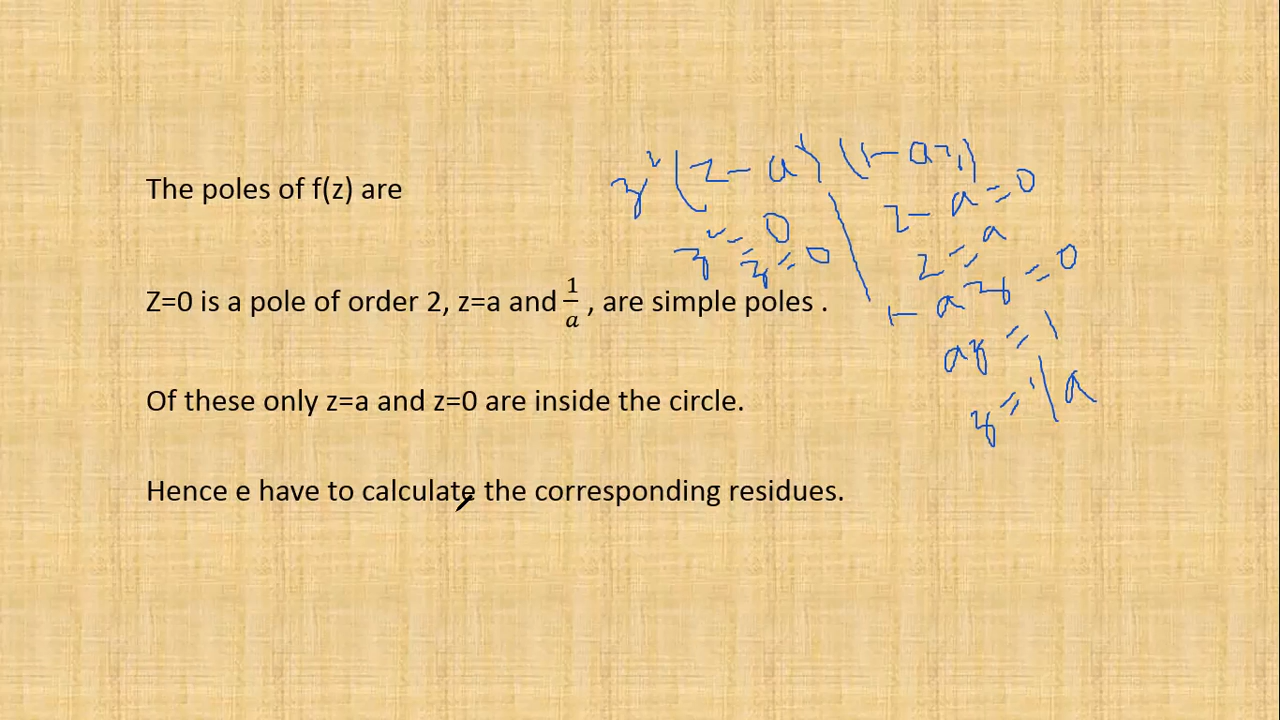 z² (z - a) (1 - az)
The poles of f(z) are
z - a = 0
z² = 0
z = a
z = 0
1 - az = 0
Z=0 is a pole of order 2, z=a and 1/a , are simple poles .
az = 1
z = 1/a
Of these only z=a and z=0 are inside the circle.
Hence e have to calculate the corresponding residues.